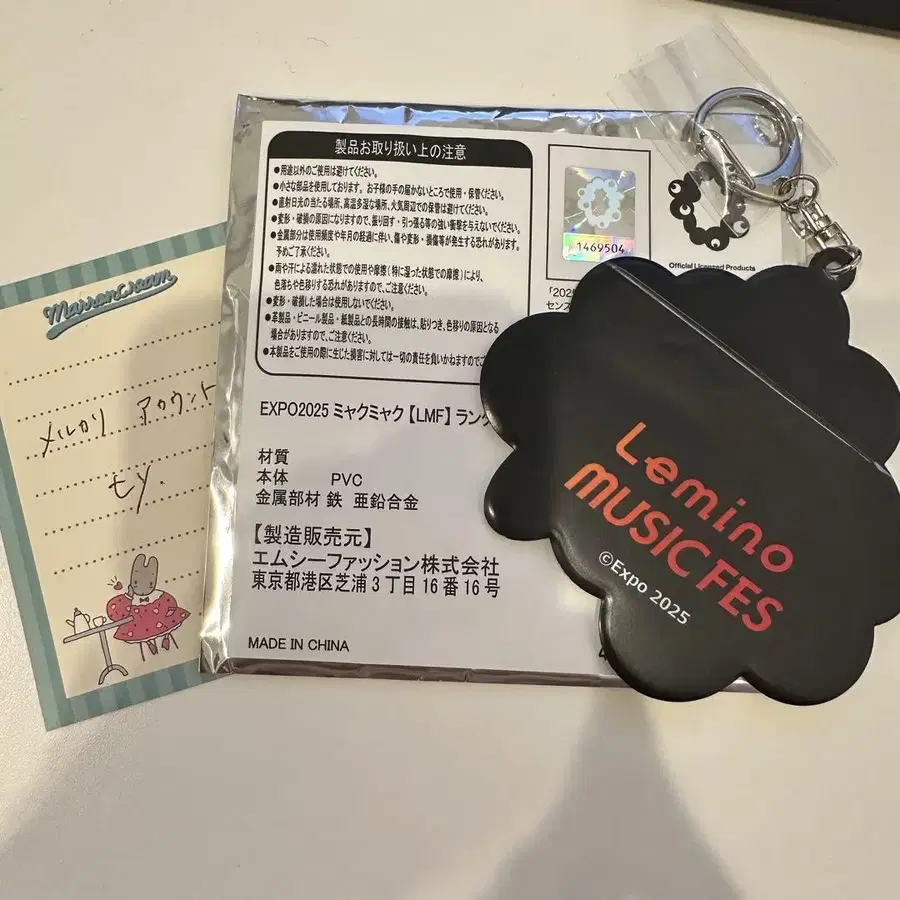 Marroncream
メルカリ アカウント
モリ.
製品お取り扱い上の注意
●用途以外のご使用は避けてください。
●小さな部品を使用しております。お子様の手の届かないところで使用・保管ください。
●直射日光の当たる場所、高温多湿な場所、火気周辺での保管は避けてください。
●変形・破損の原因になりますので、振り回す・引っ張る等の強い衝撃を与えないでください。
●金属部分は使用頻度や年月の経過に伴い、傷や変形・損傷等が発生する恐れがあります。
予めご了承ください。
●雨や汗による濡れた状態での使用や摩擦(特に湿った状態での摩擦)により、
色落ちや色移りする恐れがありますので、ご注意ください。
●変形・破損した場合は使用しないでください。
●革製品・ビニール製品・紙製品との長時間の接触は、貼りつき、色移りの原因となる
場合がありますので、ご注意ください。
●本製品をご使用の際に生じた損害に対しては一切の責任を負いかねますのでご
1469504
Official Licensed Products
「2025
センス
EXPO2025 ミャクミャク【LMF】ラン
材質
本体 PVC
金属部材 鉄 亜鉛合金
【製造販売元】
エムシーファッション株式会社
東京都港区芝浦3丁目16番16号
MADE IN CHINA
Lemino
MUSIC FES
©Expo 2025